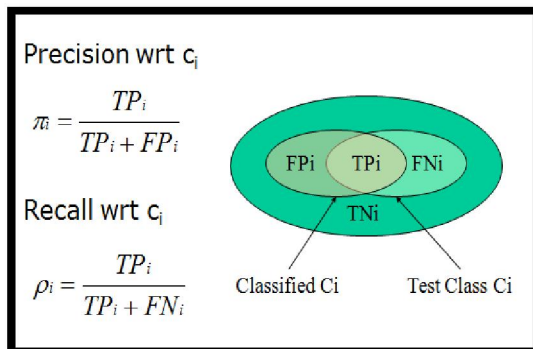 Precision wrt ci
πi = TPi / TPi + FPi
Recall wrt ci
ρi = TPi / TPi + FNi
FPi TPi FNi
TNi
Classified Ci Test Class Ci